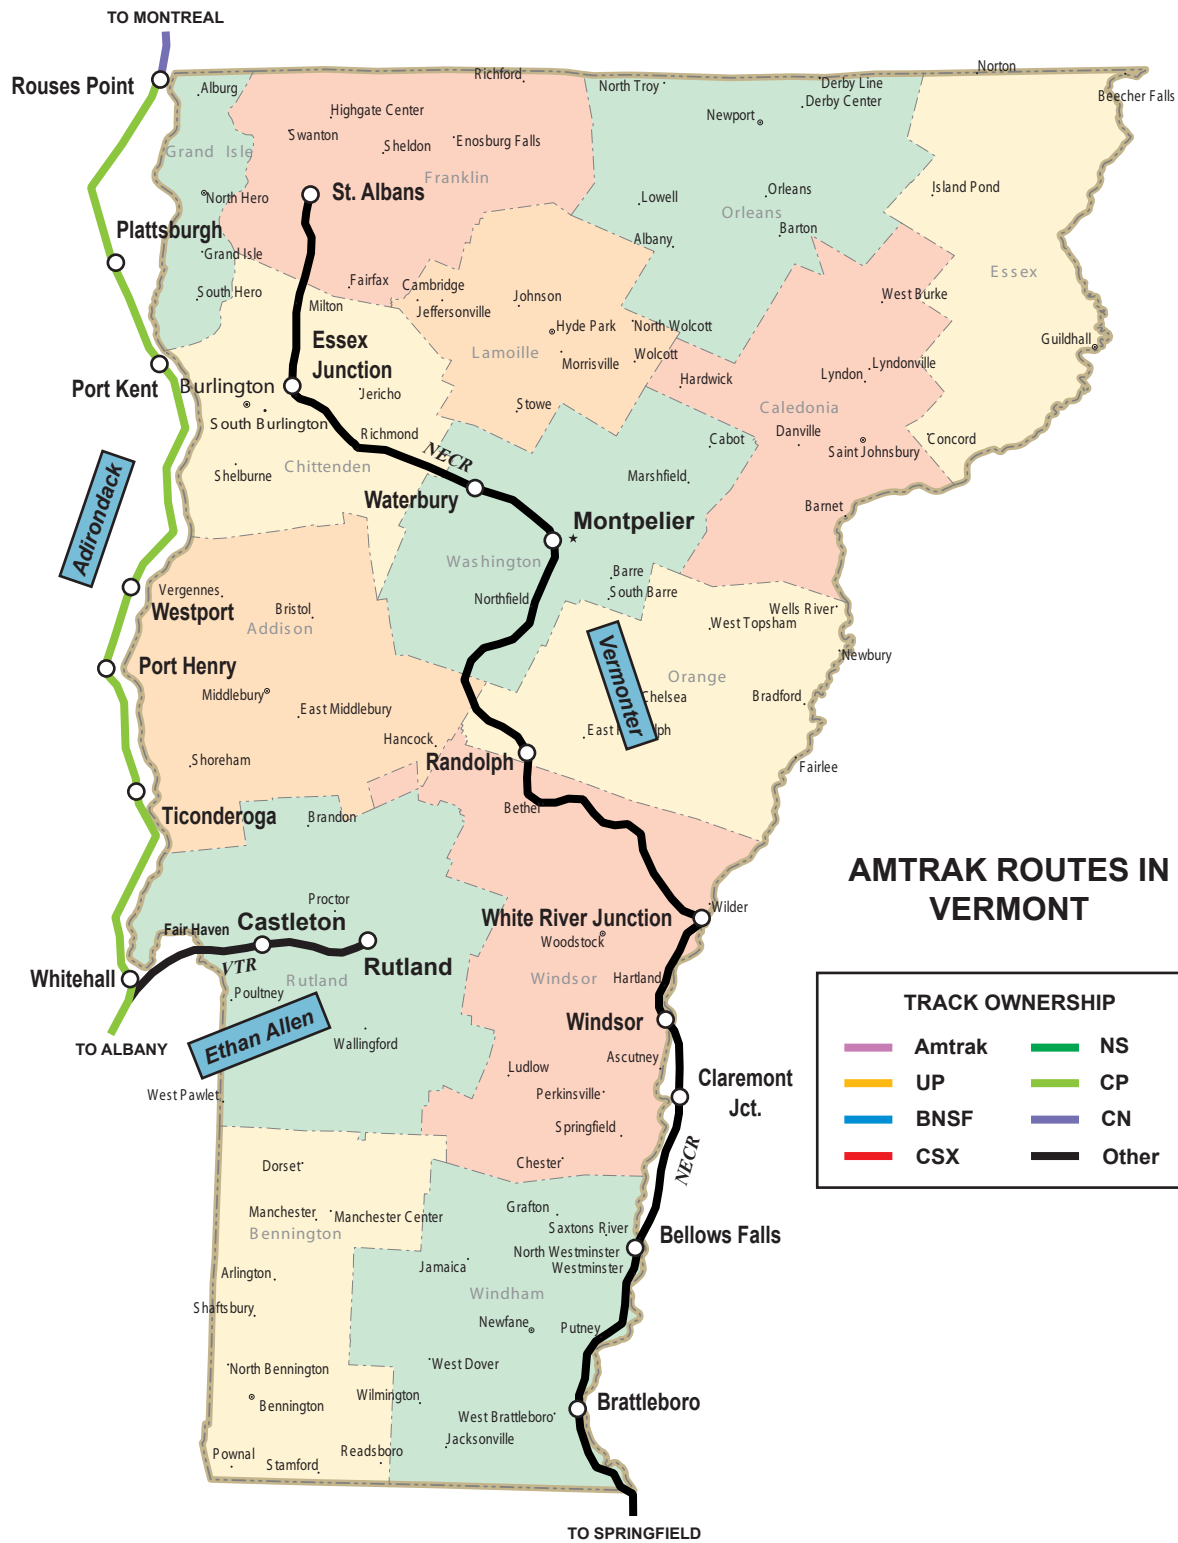 TO MONTREAL
Rouses Point
Alburg
Richford
North Troy
Derby Line
Derby Center
Norton
Beecher Falls
Highgate Center
Swanton
Sheldon
Enosburg Falls
Newport
Grand Isle
Franklin
North Hero
St. Albans
Lowell
Orleans
Orleans
Island Pond
Plattsburgh
Grand Isle
Albany
Barton
Essex
South Hero
Milton
Fairfax
Cambridge
Jeffersonville
Johnson
West Burke
Hyde Park
North Wolcott
Guildhall
Essex
Junction
Lamoille
Morrisville
Wolcott
Lyndonville
Lyndon
Port Kent
Burlington
Jericho
Hardwick
Stowe
Caledonia
South Burlington
Richmond
Cabot
Danville
Saint Johnsbury
Concord
NECR
Shelburne
Chittenden
Marshfield
Waterbury
Barnet
Adirondack
Montpelier
Washington
Barre
South Barre
Vergennes
Westport
Bristol
Addison
Northfield
Wells River
West Topsham
Newbury
Port Henry
Vermonter
Orange
Middlebury
East Middlebury
Chelsea
Bradford
East R lph
Hancock
Shoreham
Randolph
Fairlee
Ticonderoga
Brandon
Bethel
AMTRAK ROUTES IN
VERMONT
Proctor
Castleton
Fair Haven
White River Junction
Wilder
Woodstock
Whitehall
VTR
Rutland
Rutland
Windsor
Hartland
Poultney
Ethan Allen
Windsor
TO ALBANY
Wallingford
Ascutney
Ludlow
Claremont
Jct.
West Pawlet
Perkinsville
Springfield
NECR
TRACK OWNERSHIP
Amtrak
NS
UP
CP
BNSF
CN
CSX
Other
Dorset
Chester
Manchester
Manchester Center
Bennington
Grafton
Saxtons River
Bellows Falls
North Westminster
Westminster
Arlington
Jamaica
Windham
Shaftsbury
Newfane
Putney
North Bennington
West Dover
Bennington
Wilmington
West Brattleboro
Brattleboro
Jacksonville
Pownal
Stamford
Readsboro
TO SPRINGFIELD